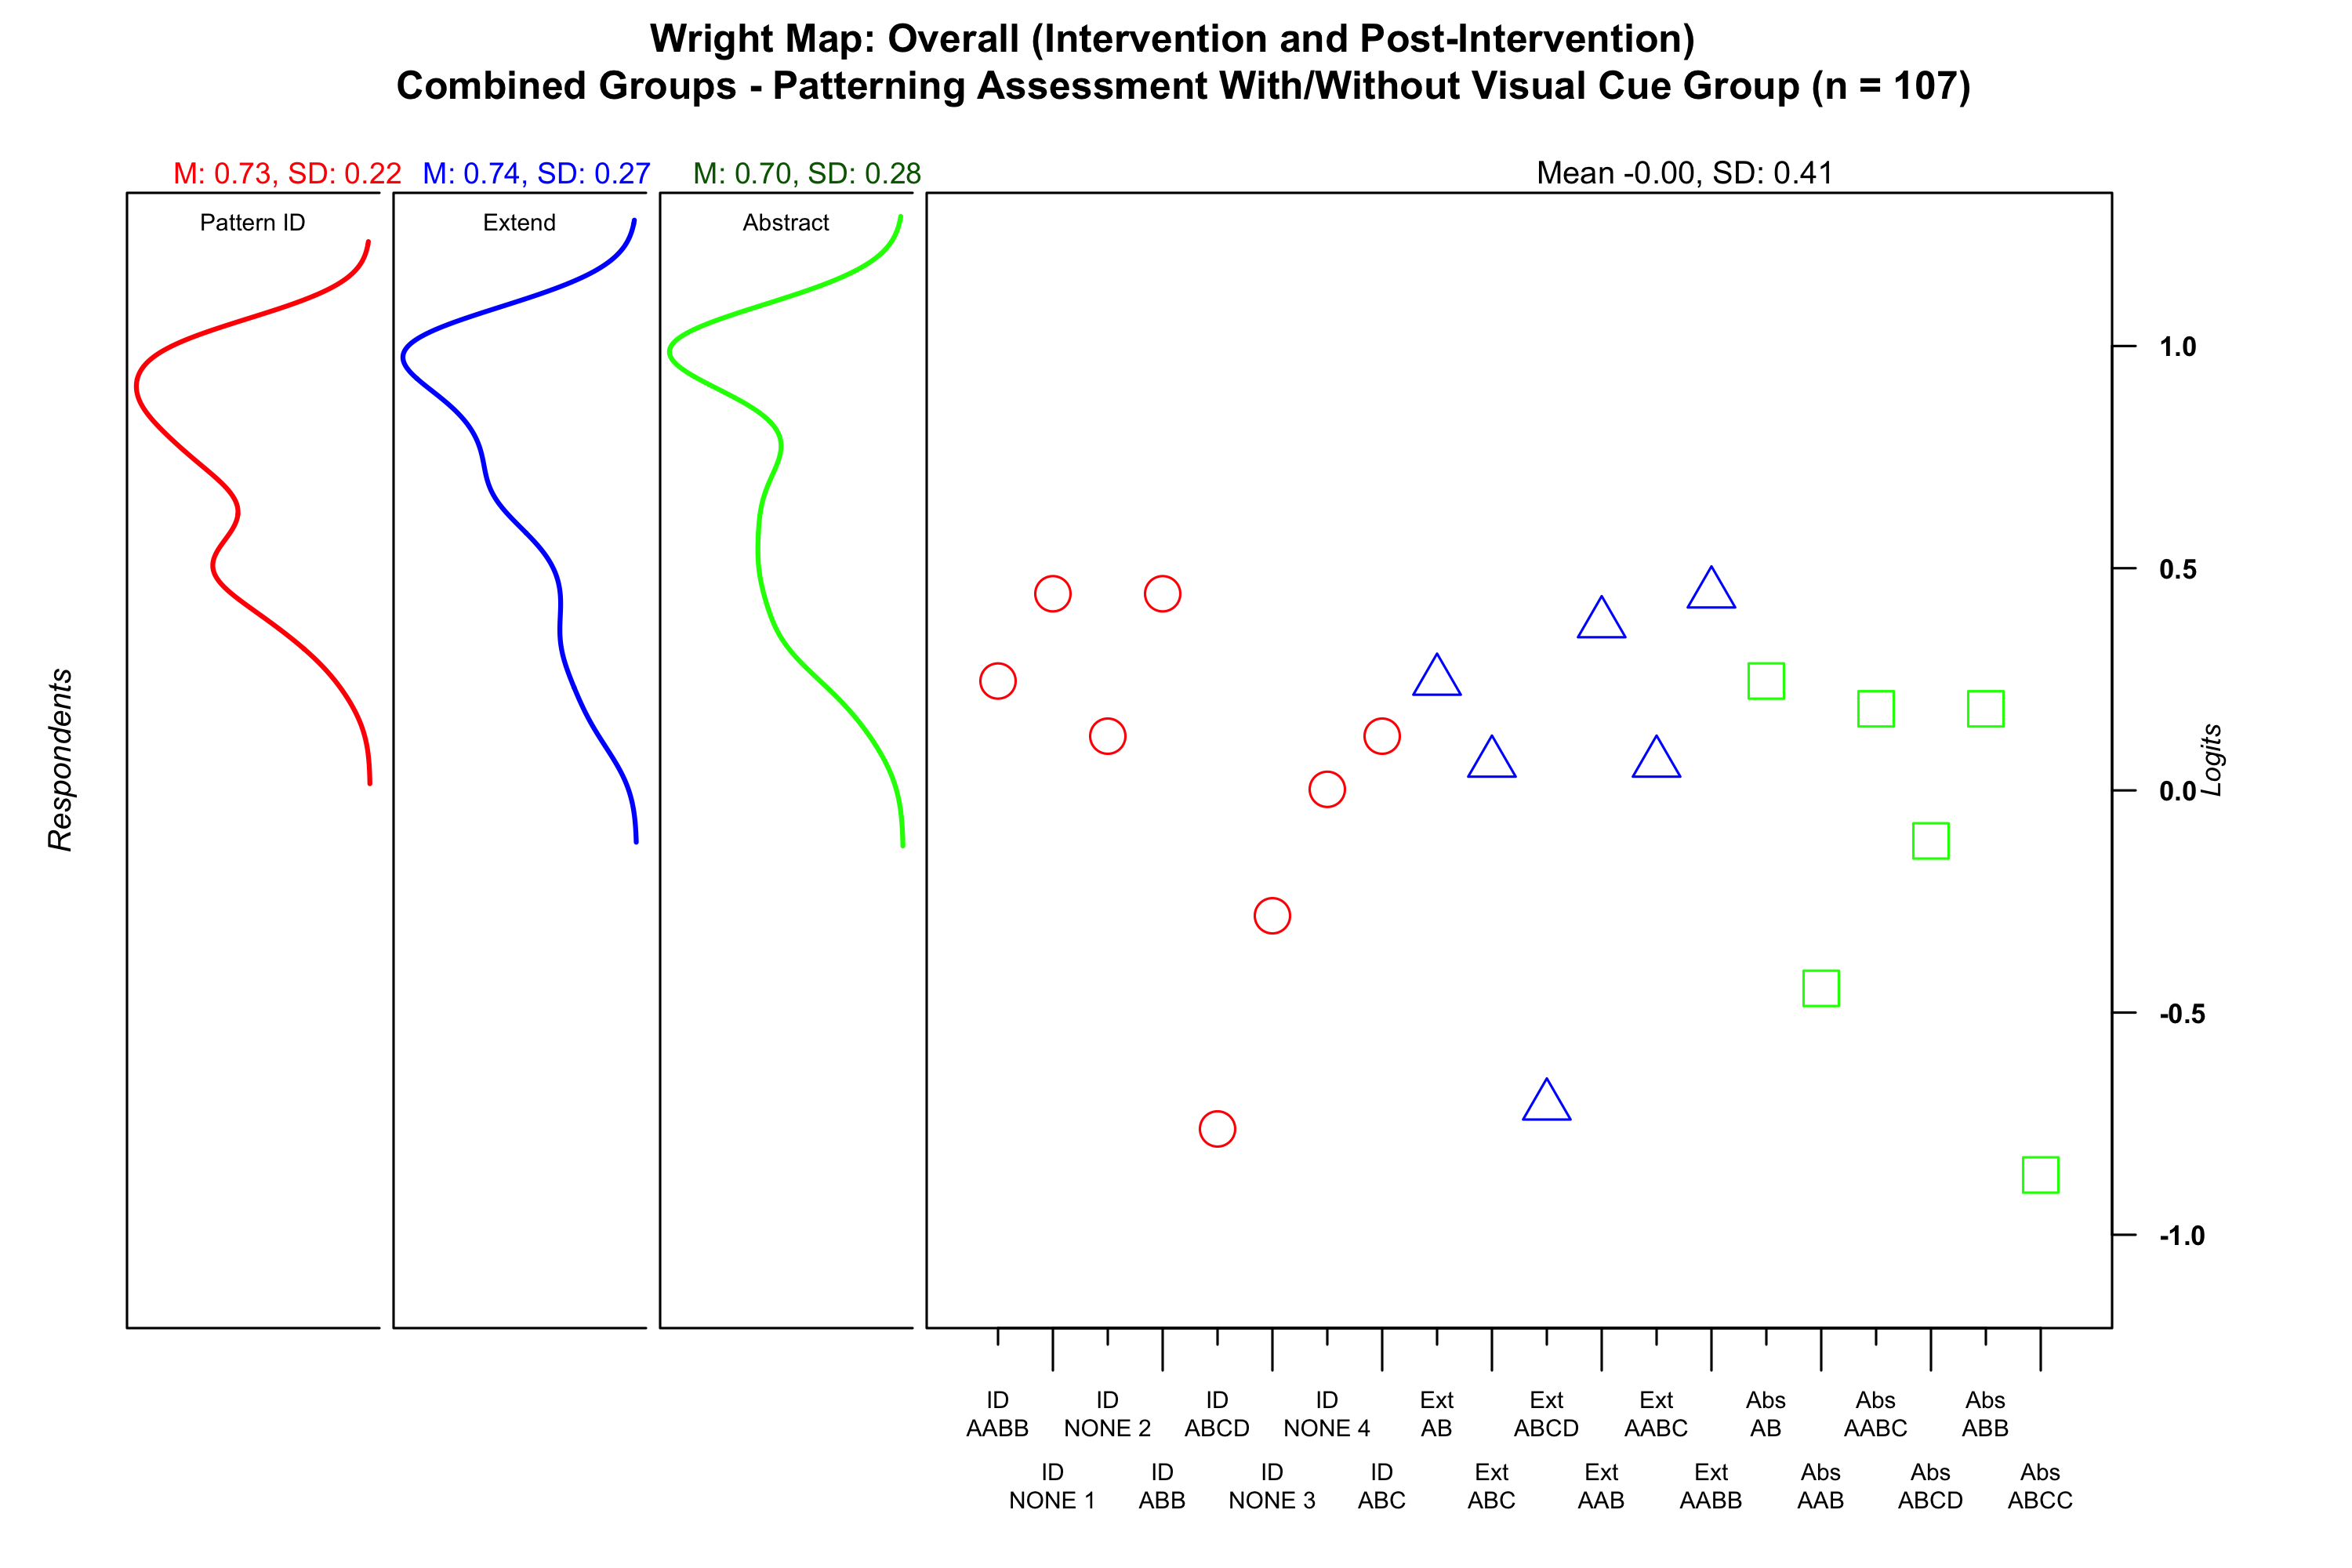 Wright Map: Overall (Intervention and Post-Intervention)
Combined Groups - Patterning Assessment With/Without Visual Cue Group (n = 107)
M: 0.73, SD: 0.22
M: 0.74, SD: 0.27
M: 0.70, SD: 0.28
Mean -0.00, SD: 0.41
Pattern ID
Extend
Abstract
Respondents
1.0
0.5
0.0
-0.5
-1.0
Logits
ID
AABB
ID
NONE 1
ID
NONE 2
ID
ABB
ID
ABCD
ID
NONE 3
ID
NONE 4
ID
ABC
Ext
AB
Ext
ABC
Ext
ABCD
Ext
AAB
Ext
AABC
Ext
AABB
Abs
AB
Abs
AAB
Abs
AABC
Abs
ABCD
Abs
ABB
Abs
ABCC